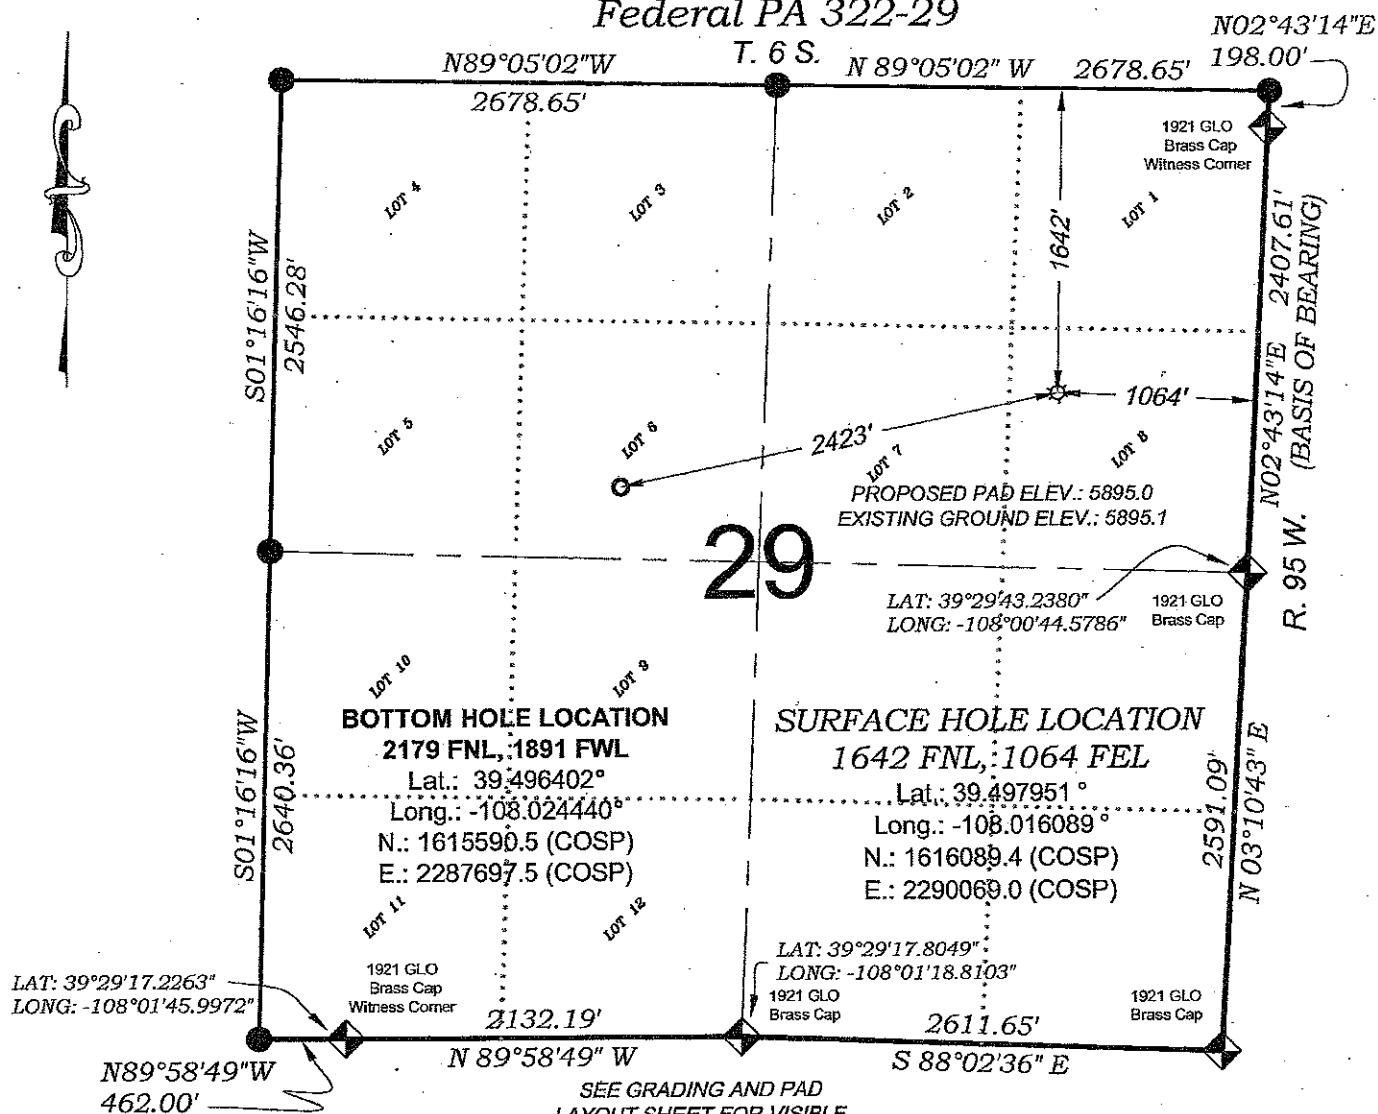 Federal PA 322-29
T. 6 S.
N02°43'14"E
198.00'
N89°05'02"W
2678.65'
N 89°05'02" W
2678.65'
1921 GLO
Brass Cap
Witness Corner
LOT 4
LOT 3
LOT 2
LOT 1
1642'
S01°16'16"W
2546.28'
N02°43'14"E 2407.61'
(BASIS OF BEARING)
R. 95 W.
1064'
2423'
LOT 5
LOT 6
LOT 7
LOT 8
PROPOSED PAD ELEV.: 5895.0
EXISTING GROUND ELEV.: 5895.1
29
LAT: 39°29'43.2380"
LONG: -108°00'44.5786"
1921 GLO
Brass Cap
LOT 10
LOT 9
BOTTOM HOLE LOCATION
2179 FNL, 1891 FWL
Lat.: 39.496402°
Long.: -108.024440°
N.: 1615590.5 (COSP)
E.: 2287697.5 (COSP)
SURFACE HOLE LOCATION
1642 FNL, 1064 FEL
Lat.: 39.497951 °
Long.: -108.016089 °
N.: 1616089.4 (COSP)
E.: 2290069.0 (COSP)
S01°16'16"W
2640.36'
2591.09'
N 03°10'43" E
LOT 11
LOT 12
LAT: 39°29'17.2263"
LONG: -108°01'45.9972"
1921 GLO
Brass Cap
Witness Corner
LAT: 39°29'17.8049"
LONG: -108°01'18.8103"
1921 GLO
Brass Cap
1921 GLO
Brass Cap
2132.19'
N 89°58'49" W
2611.65'
S 88°02'36" E
N89°58'49"W
462.00'
SEE GRADING AND PAD
LAYOUT SHEET FOR VISIBLE